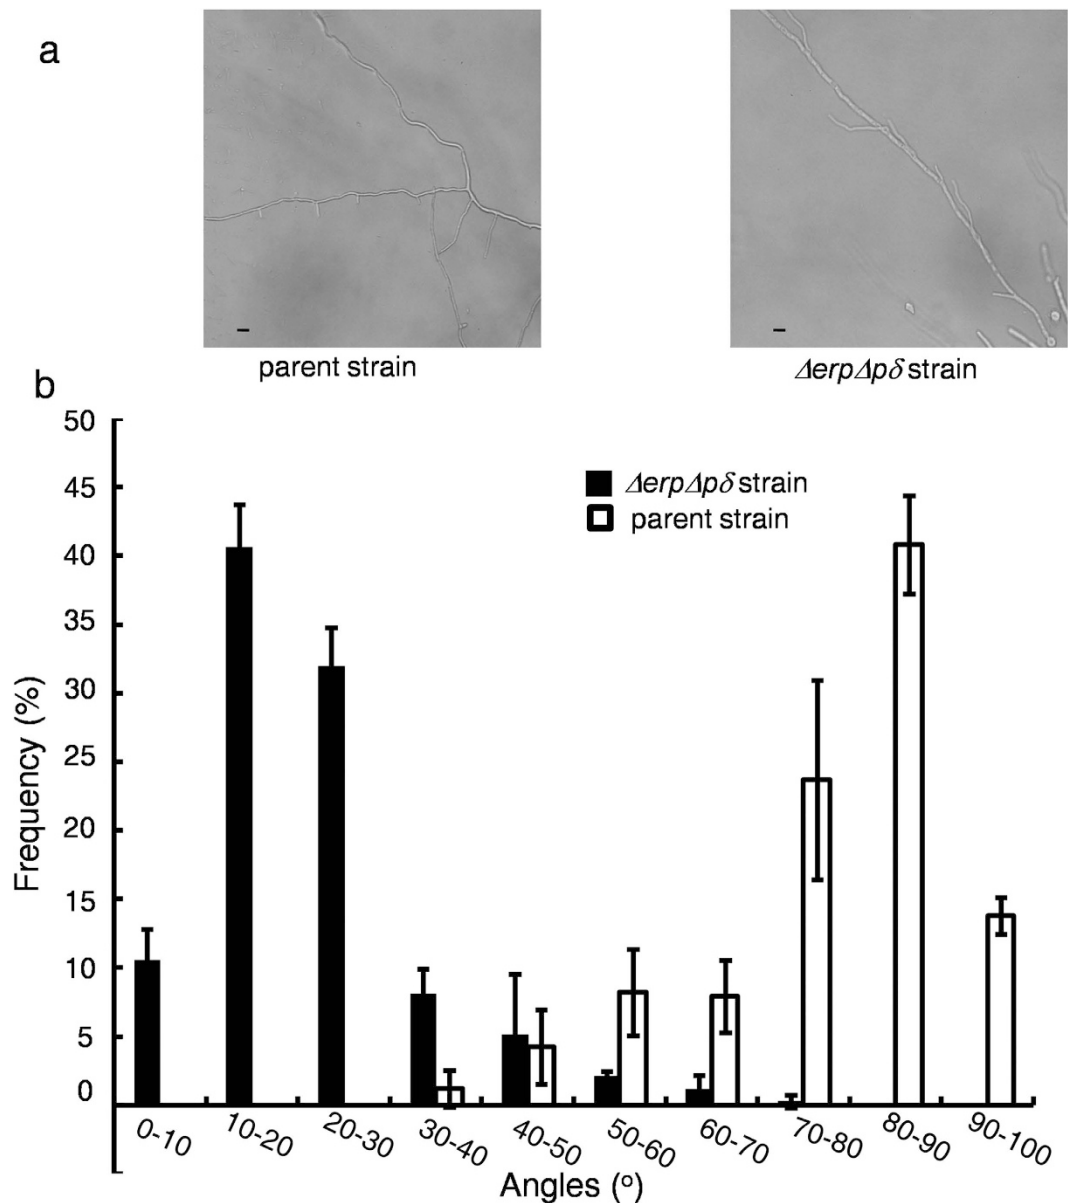 a
parent strain
ΔerpΔpδ strain
b
50
45
40
35
30
25
20
15
10
5
0
Frequency (%)
ΔerpΔpδ strain
parent strain
0-10
10-20
20-30
30-40
40-50
50-60
60-70
70-80
80-90
90-100
Angles (º)